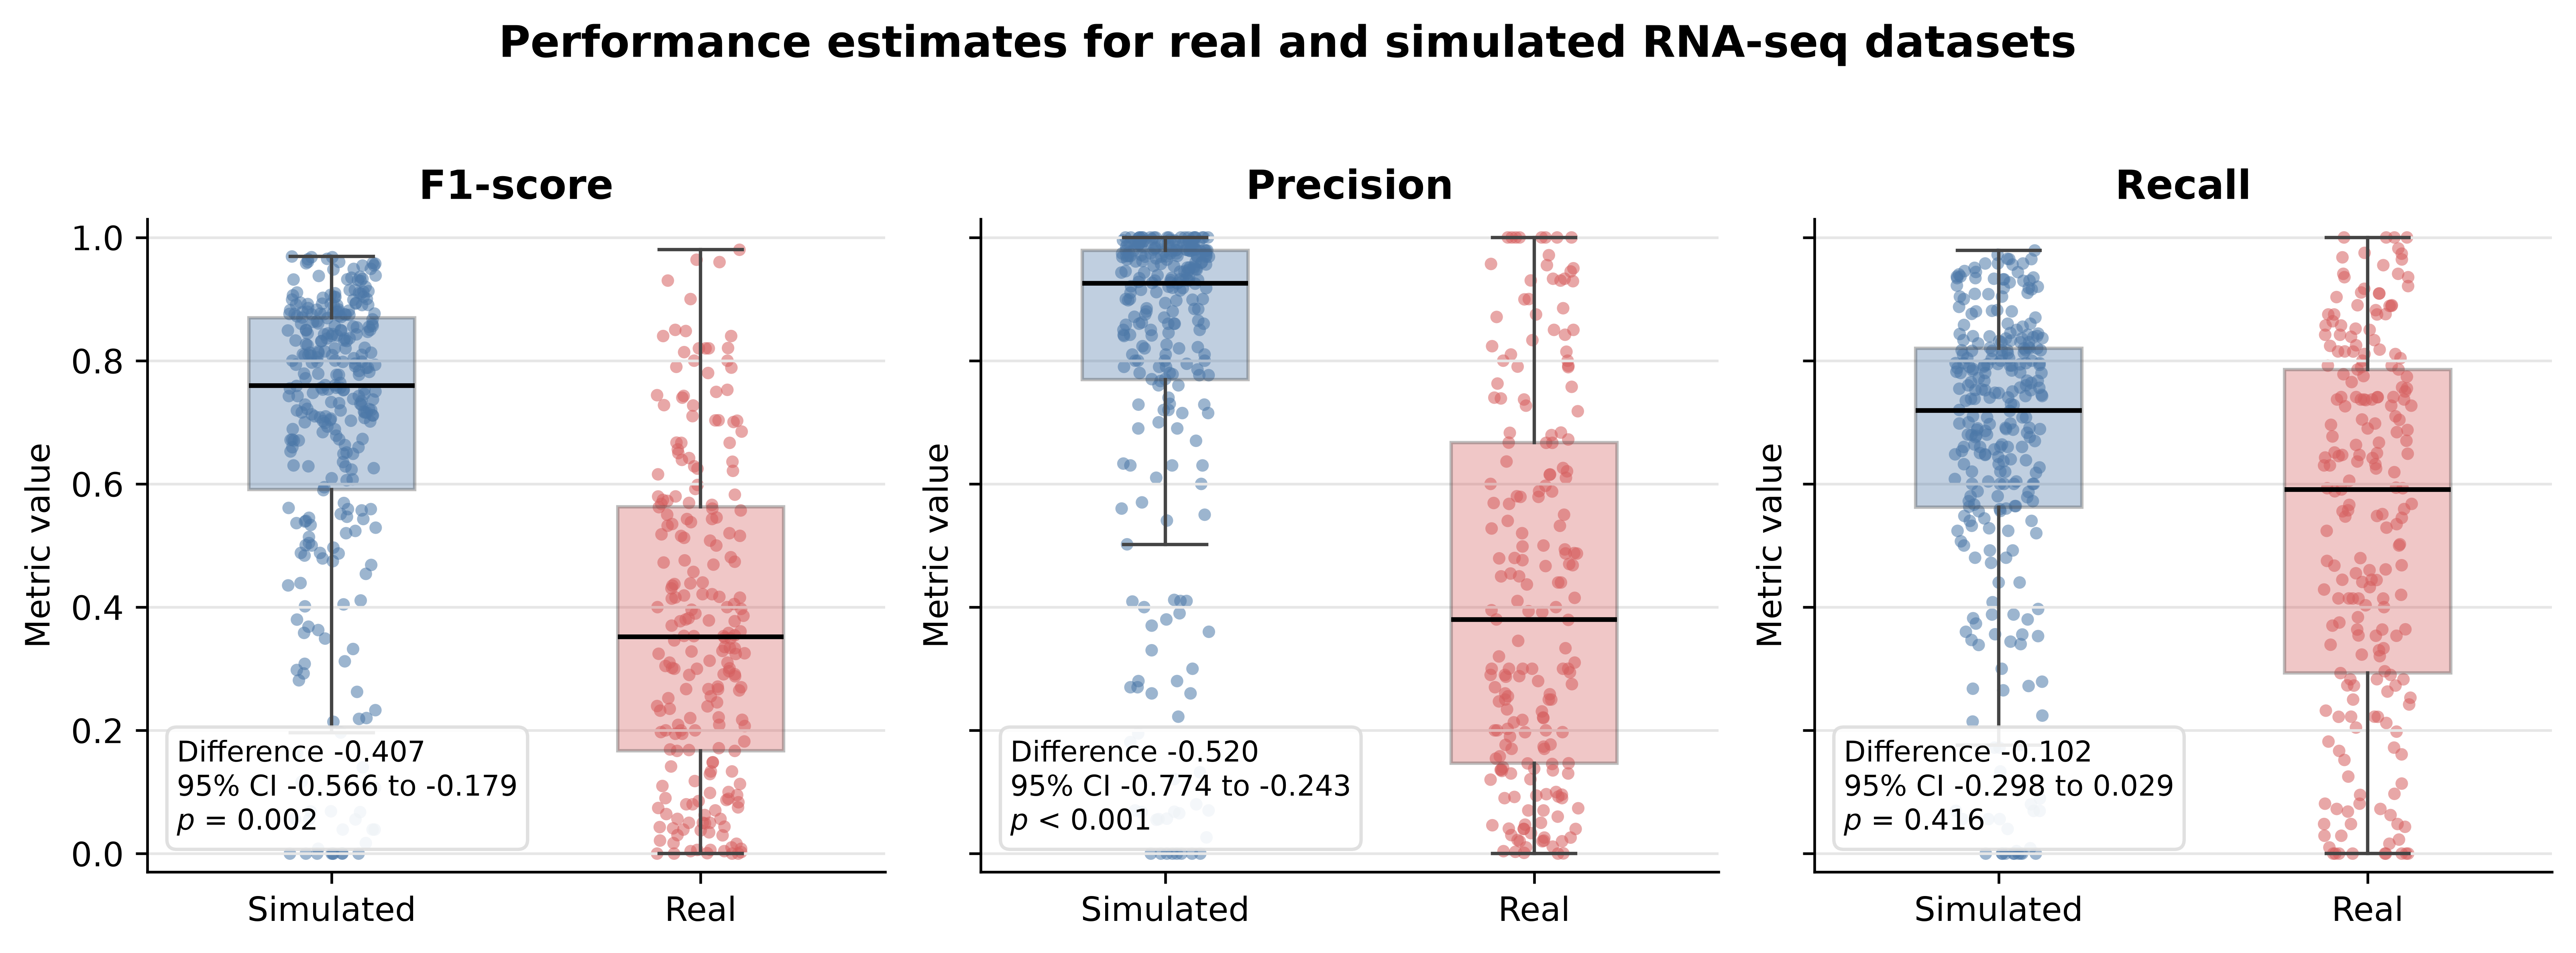 Performance estimates for real and simulated RNA-seq datasets
F1-score
Metric value
1.0
0.8
0.6
0.4
0.2
0.0
Difference -0.407
95% CI -0.566 to -0.179
p = 0.002
Simulated
Real
Precision
Metric value
Difference -0.520
95% CI -0.774 to -0.243
p < 0.001
Simulated
Real
Recall
Metric value
Difference -0.102
95% CI -0.298 to 0.029
p = 0.416
Simulated
Real